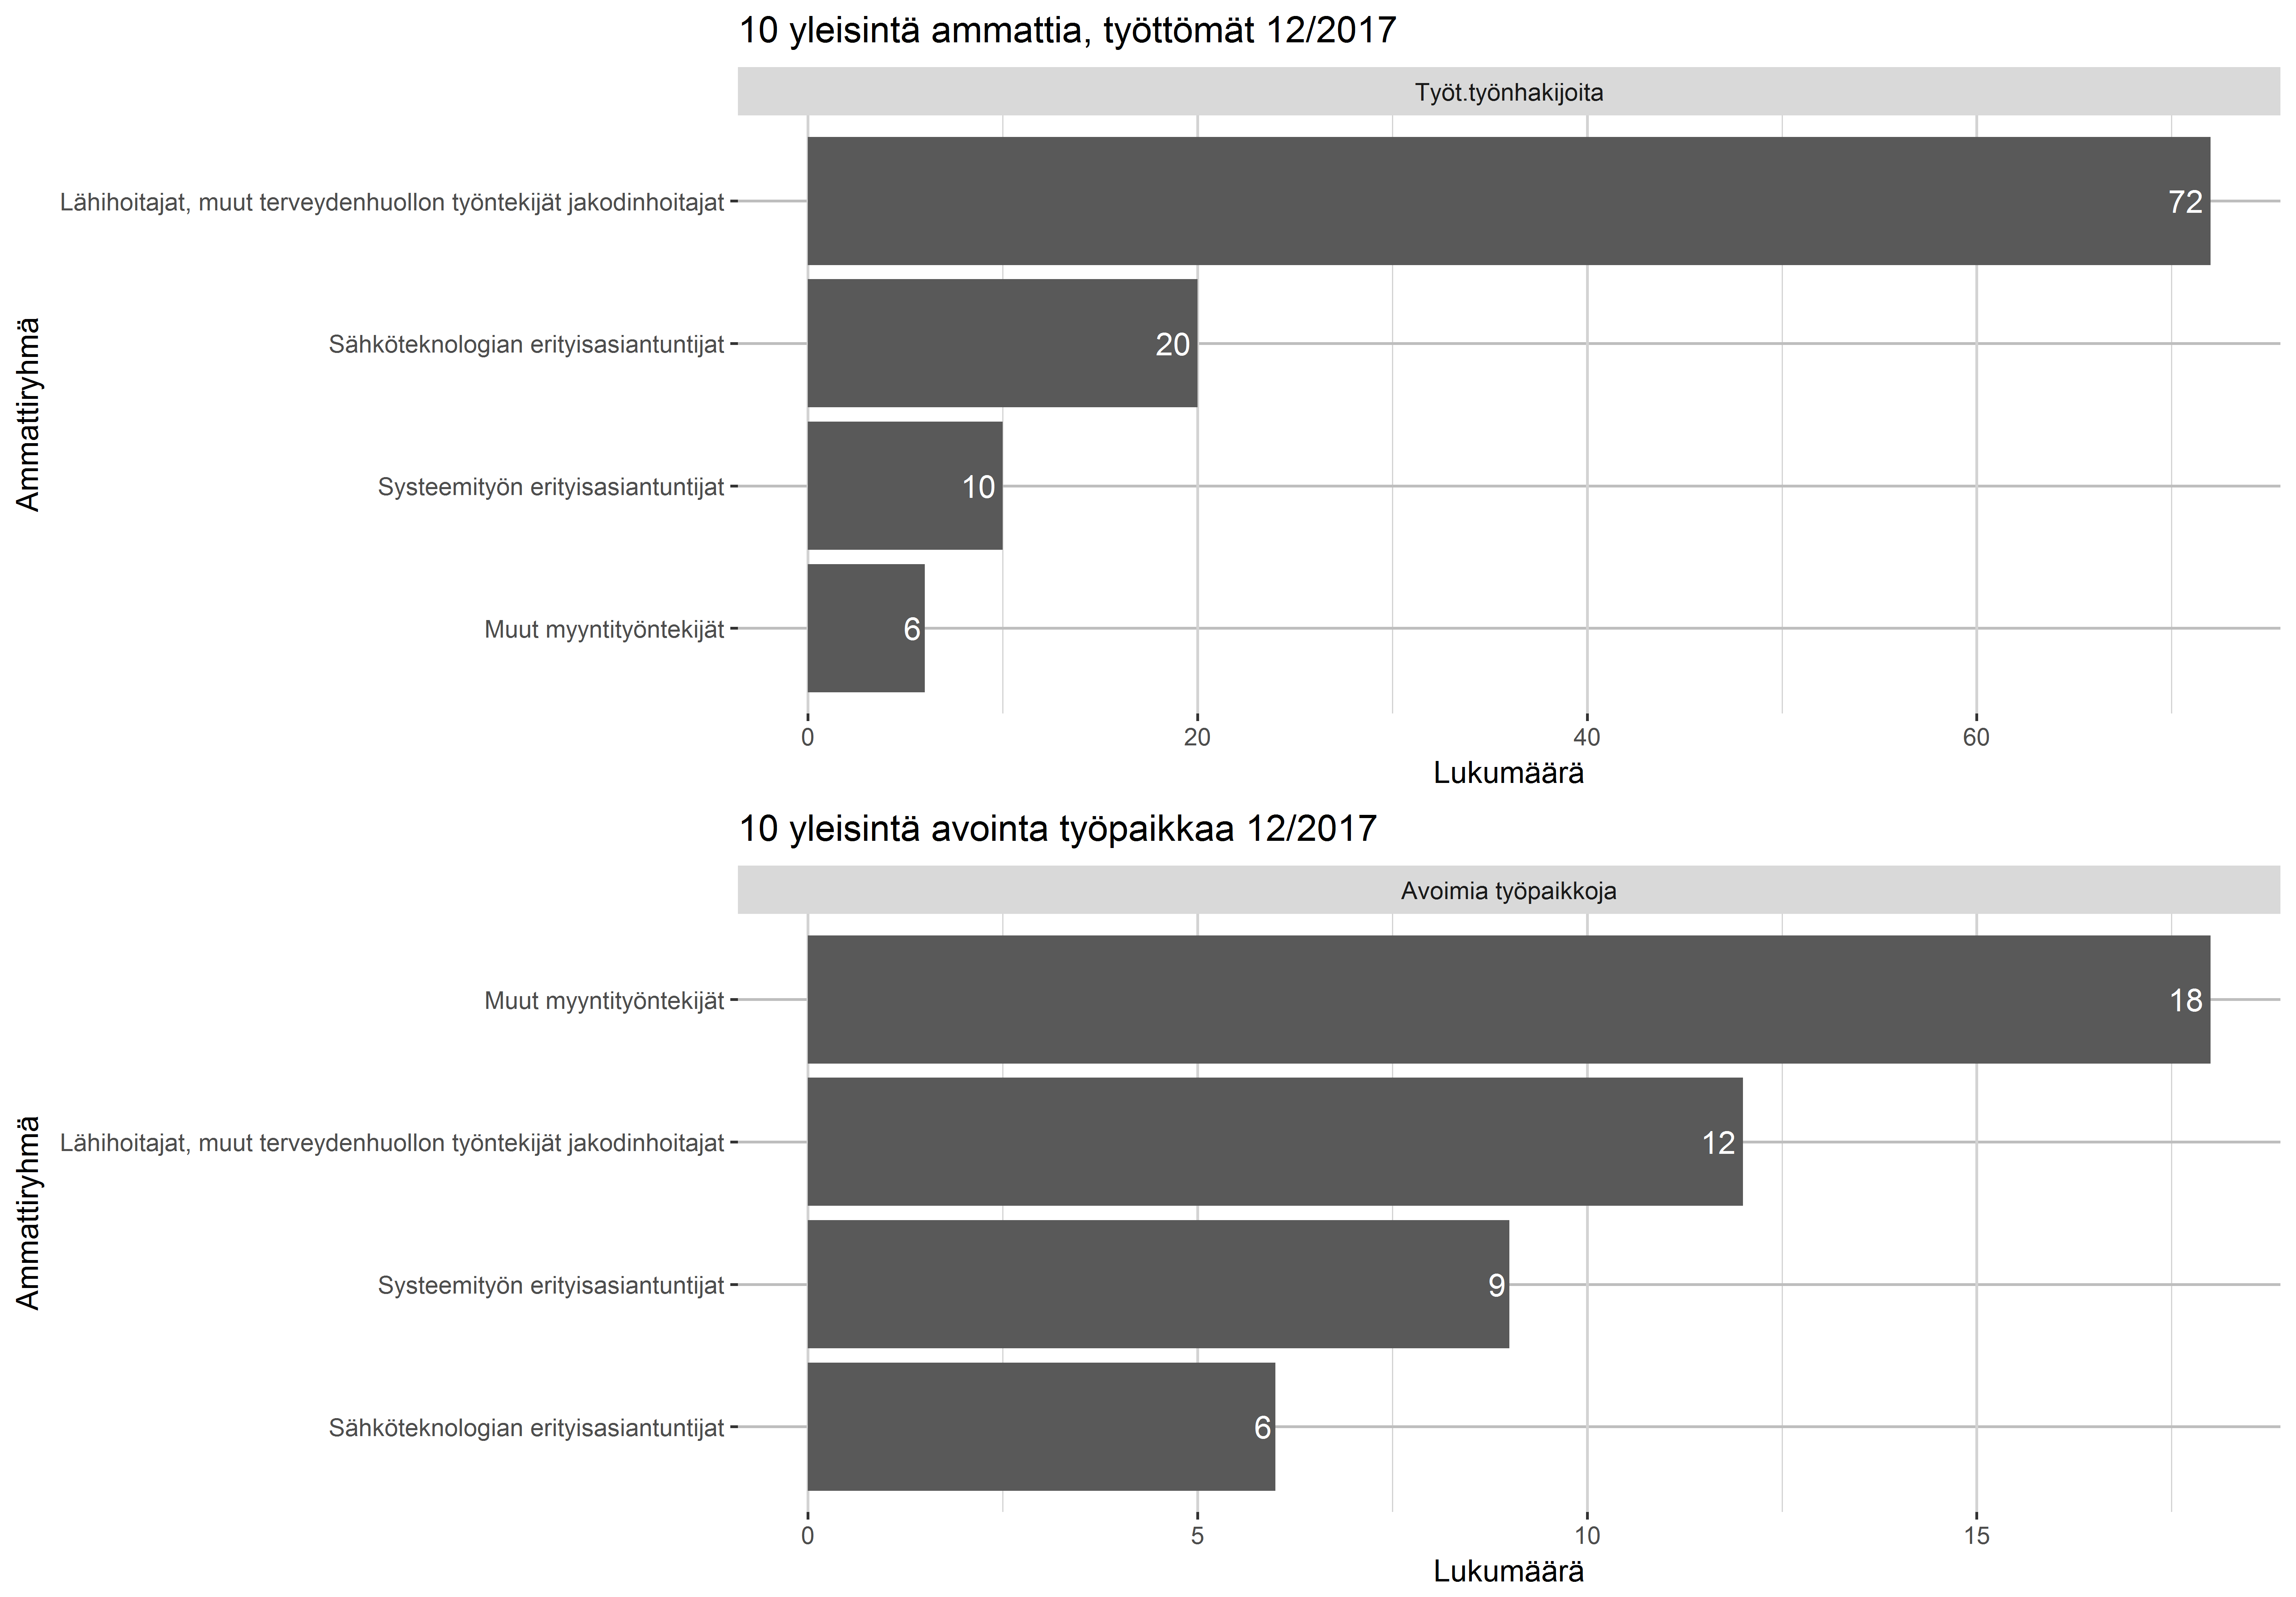 10 yleisintä ammattia, työttömät 12/2017
Työt.työnhakijoita
Ammattiryhmä
Lähihoitajat, muut terveydenhuollon työntekijät jakodinhoitajat
72
Sähköteknologian erityisasiantuntijat
20
Systeemityön erityisasiantuntijat
10
Muut myyntityöntekijät
6
0 20 40 60
Lukumäärä
10 yleisintä avointa työpaikkaa 12/2017
Avoimia työpaikkoja
Ammattiryhmä
Muut myyntityöntekijät
18
Lähihoitajat, muut terveydenhuollon työntekijät jakodinhoitajat
12
Systeemityön erityisasiantuntijat
9
Sähköteknologian erityisasiantuntijat
6
0 5 10 15
Lukumäärä